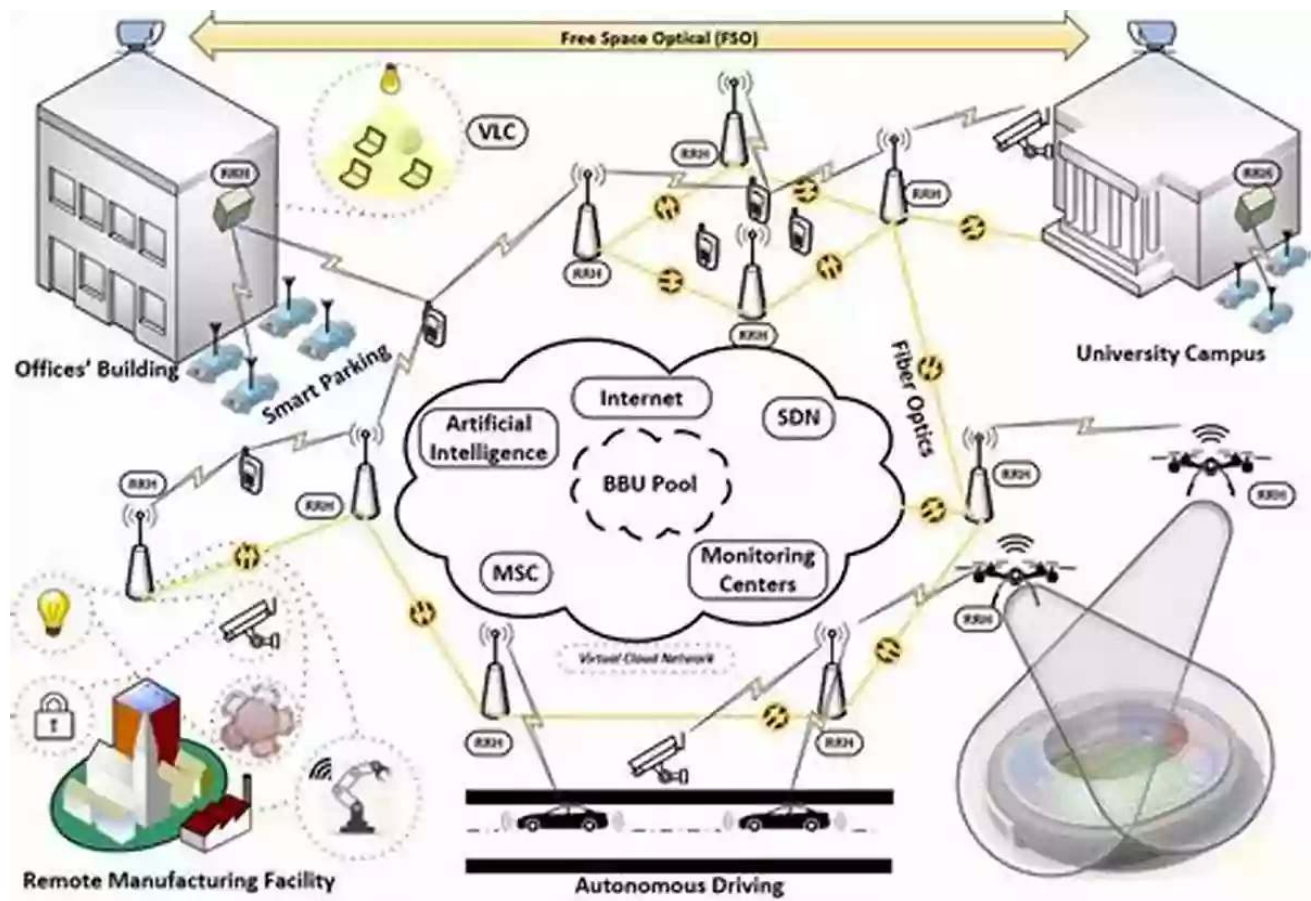 Free Space Optical (FSO)
VLC
RRH
RRH
RRH
RRH
RRH
RRH
Offices' Building
Smart Parking
University Campus
Fiber Optics
Internet
Artificial
Intelligence
SDN
BBU Pool
MSC
Monitoring
Centers
RRH
RRH
RRH
RRH
RRH
Virtual Cloud Network
RRH
RRH
Remote Manufacturing Facility
Autonomous Driving